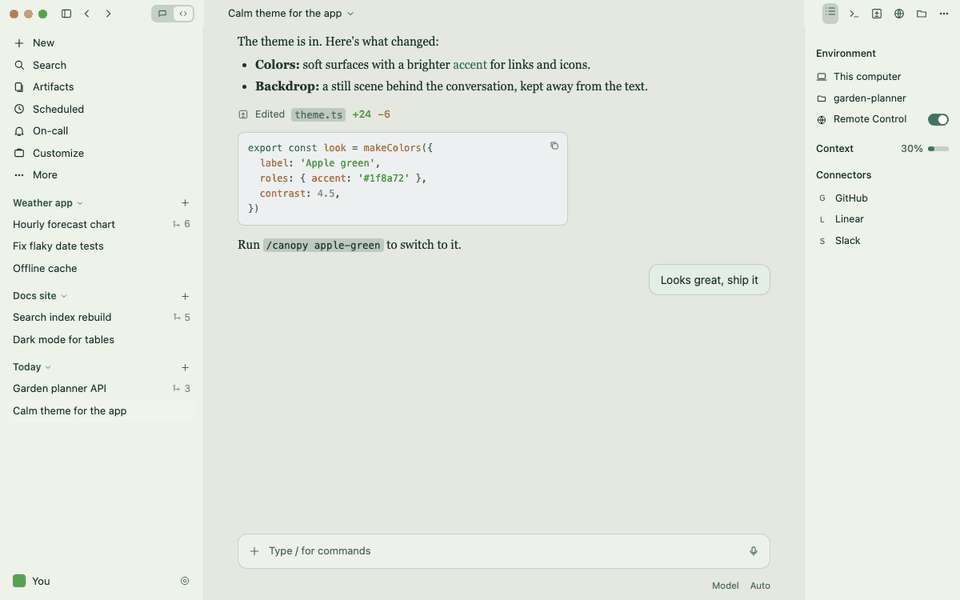 Calm theme for the app
New
Search
Artifacts
Scheduled
On-call
Customize
More
Weather app
Hourly forecast chart 6
Fix flaky date tests
Offline cache
Docs site
Search index rebuild 5
Dark mode for tables
Today
Garden planner API 3
Calm theme for the app
You
The theme is in. Here's what changed:
• Colors: soft surfaces with a brighter accent for links and icons.
• Backdrop: a still scene behind the conversation, kept away from the text.
Edited theme.ts +24 −6
export const look = makeColors({
label: 'Apple green',
roles: { accent: '#1f8a72' },
contrast: 4.5,
})
Run /canopy apple-green to switch to it.
Looks great, ship it
Type / for commands
Model Auto
Environment
This computer
garden-planner
Remote Control
Context 30%
Connectors
G GitHub
L Linear
S Slack